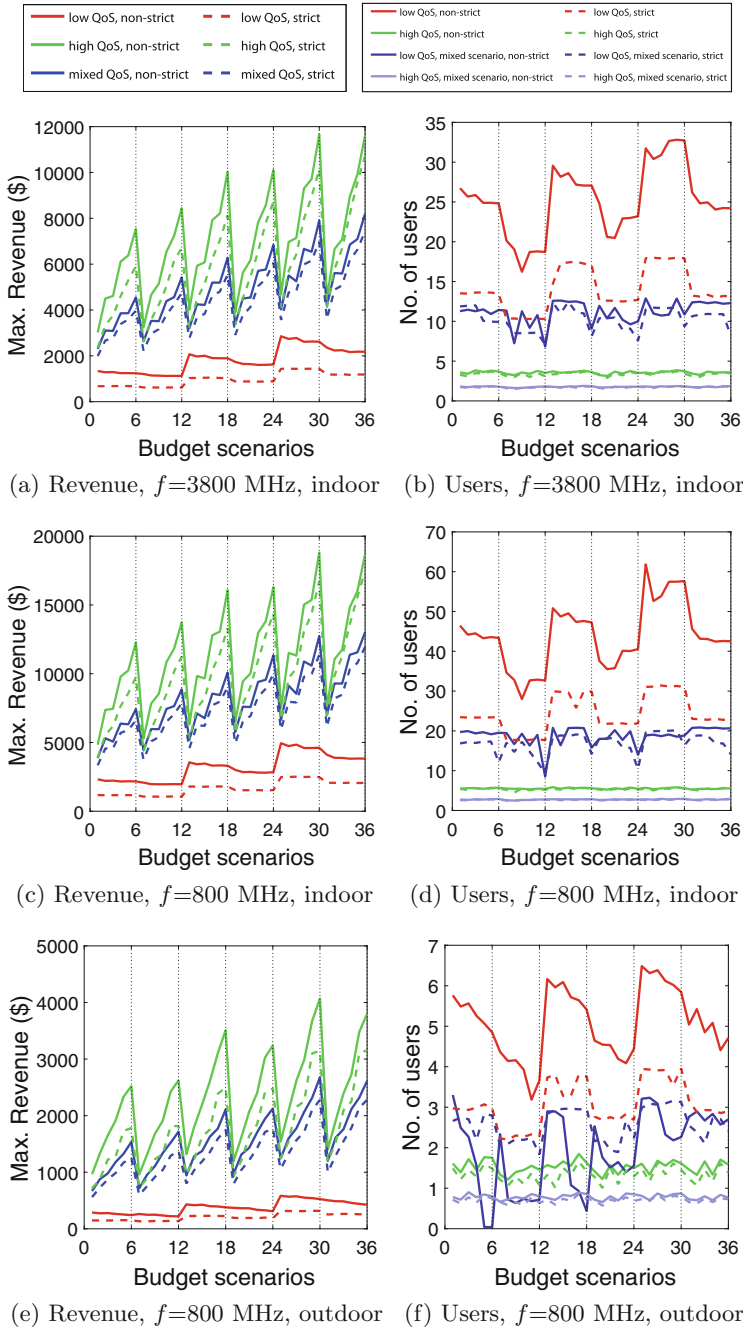 low QoS, non-strict
low QoS, strict
high QoS, non-strict
high QoS, strict
mixed QoS, non-strict
mixed QoS, strict
low QoS, non-strict
low QoS, strict
high QoS, non-strict
high QoS, strict
low QoS, mixed scenario, non-strict
low QoS, mixed scenario, strict
high QoS, mixed scenario, non-strict
high QoS, mixed scenario, strict
12000
10000
8000
6000
4000
2000
0
Max. Revenue ($)
0 6 12 18 24 30 36
Budget scenarios
(a) Revenue, f=3800 MHz, indoor
35
30
25
20
15
10
5
0
No. of users
0 6 12 18 24 30 36
Budget scenarios
(b) Users, f=3800 MHz, indoor
20000
15000
10000
5000
0
Max. Revenue ($)
0 6 12 18 24 30 36
Budget scenarios
(c) Revenue, f=800 MHz, indoor
70
60
50
40
30
20
10
0
No. of users
0 6 12 18 24 30 36
Budget scenarios
(d) Users, f=800 MHz, indoor
5000
4000
3000
2000
1000
0
Max. Revenue ($)
0 6 12 18 24 30 36
Budget scenarios
(e) Revenue, f=800 MHz, outdoor
7
6
5
4
3
2
1
0
No. of users
0 6 12 18 24 30 36
Budget scenarios
(f) Users, f=800 MHz, outdoor